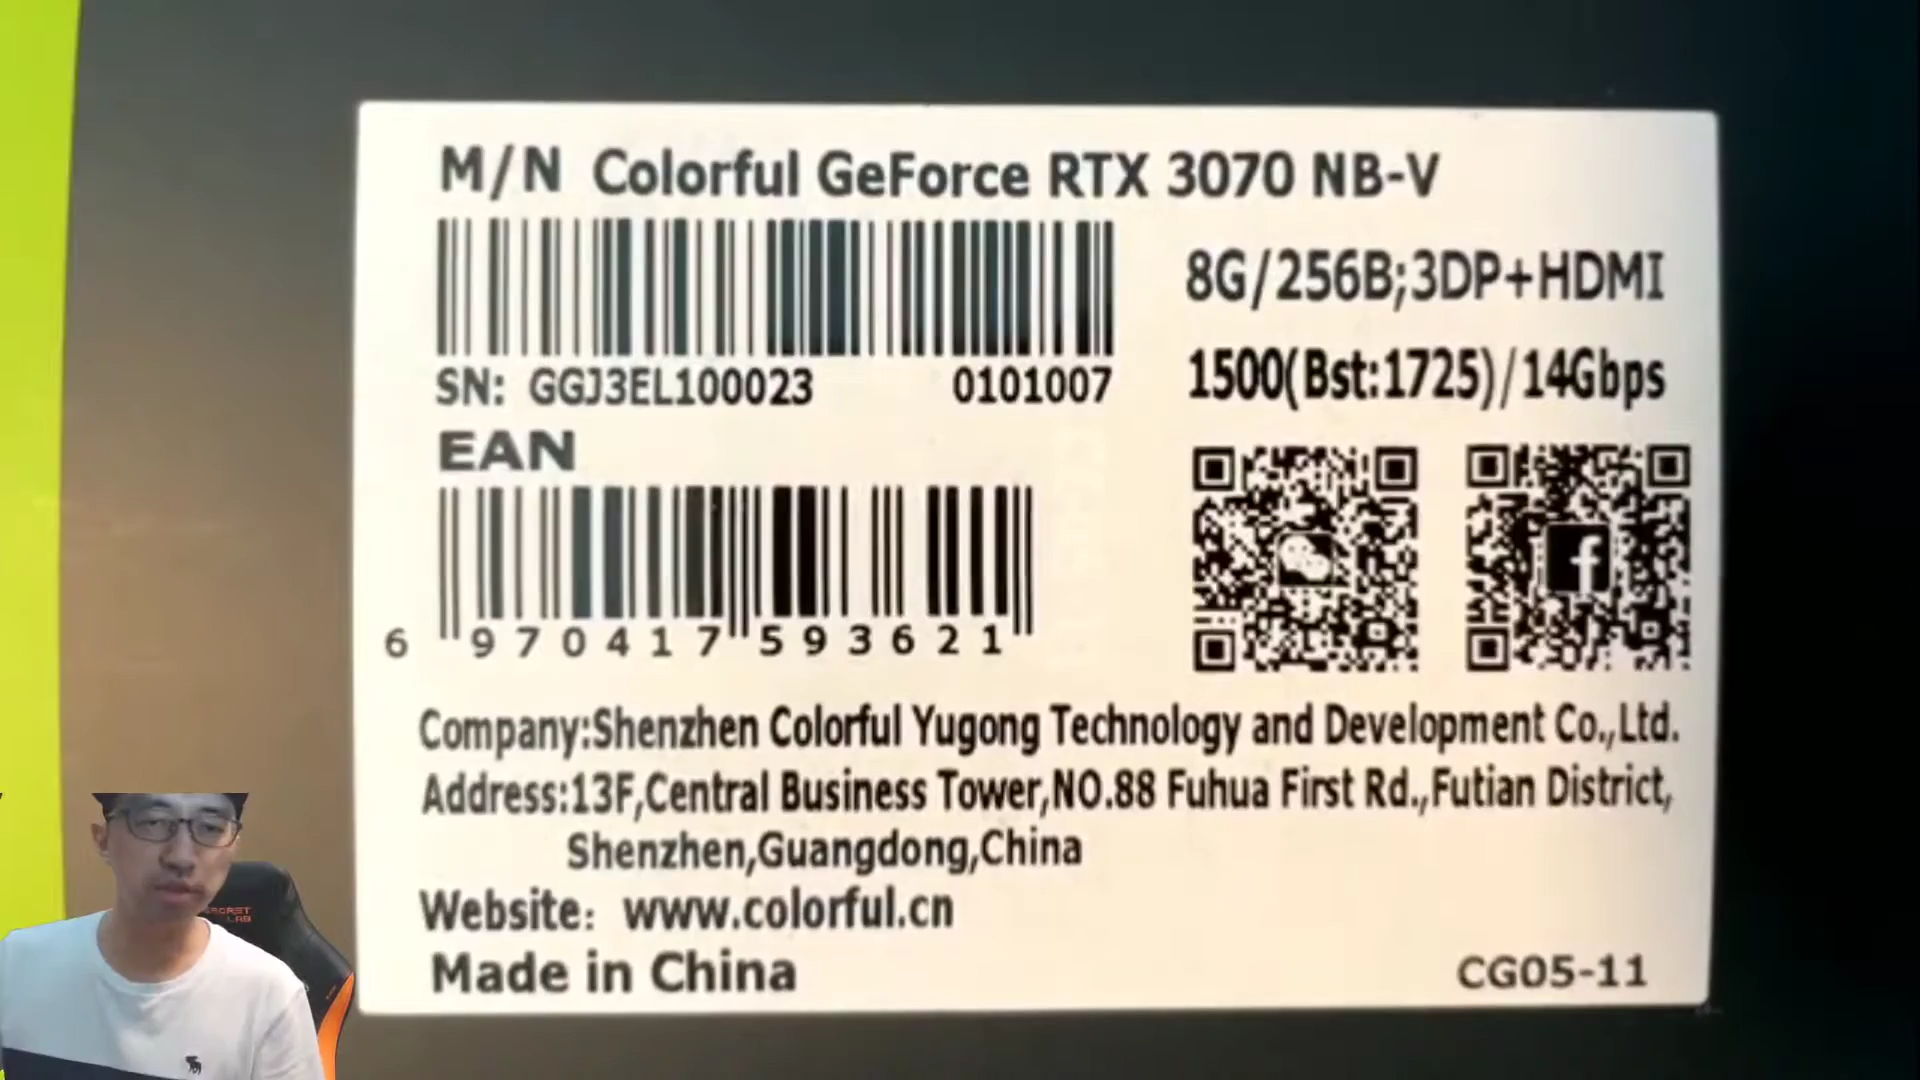 M/N Colorful GeForce RTX 3070 NB-V
8G/256B;3DP+HDMI
SN: GGJ3EL100023 0101007
1500(Bst:1725)/14Gbps
EAN
6 970417 593621
Company:Shenzhen Colorful Yugong Technology and Development Co.,Ltd.
Address:13F,Central Business Tower,NO.88 Fuhua First Rd.,Futian District,
Shenzhen,Guangdong,China
Website: www.colorful.cn
Made in China
CG05-11
SECRET
LAB